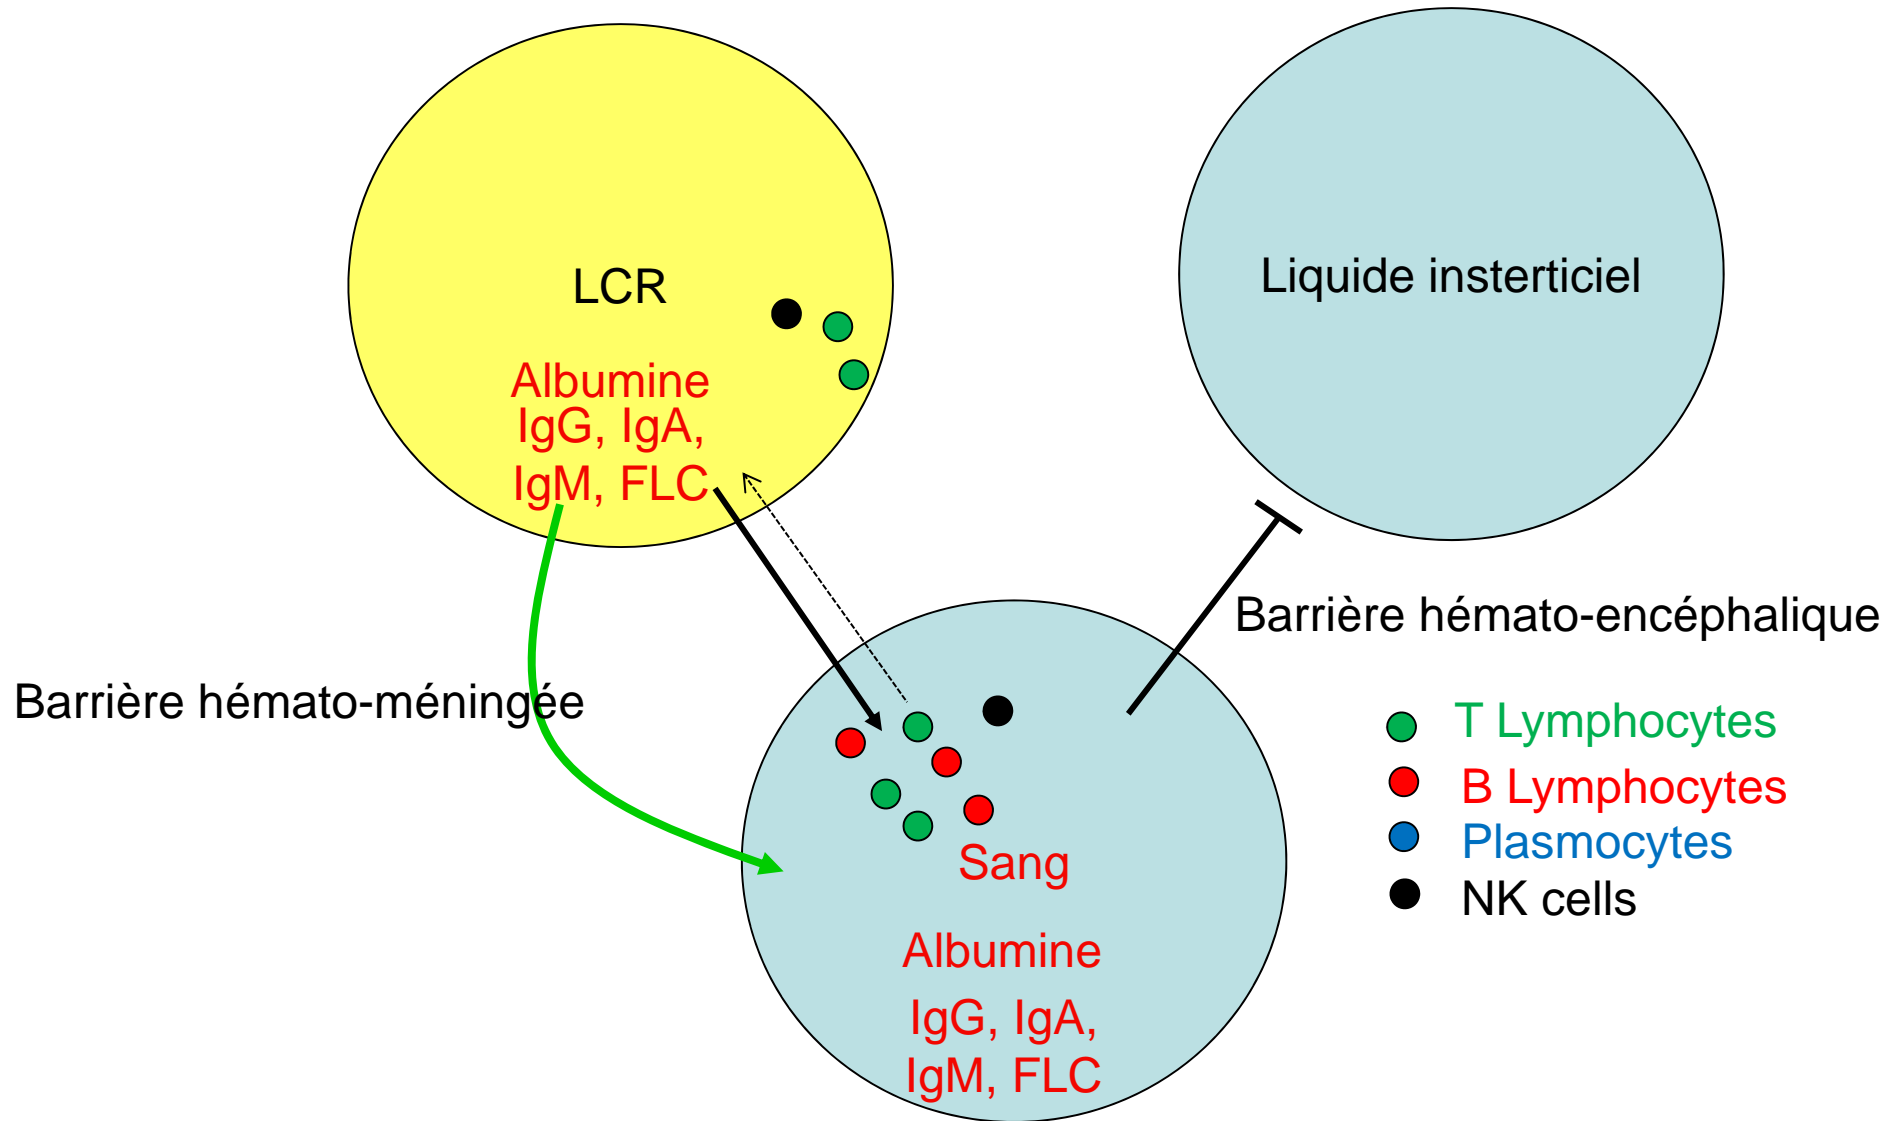 LCR
Albumine
IgG, IgA,
IgM, FLC
Liquide insterticiel
Barrière hémato-encéphalique
Barrière hémato-méningée
T Lymphocytes
B Lymphocytes
Plasmocytes
NK cells
Sang
Albumine
IgG, IgA,
IgM, FLC